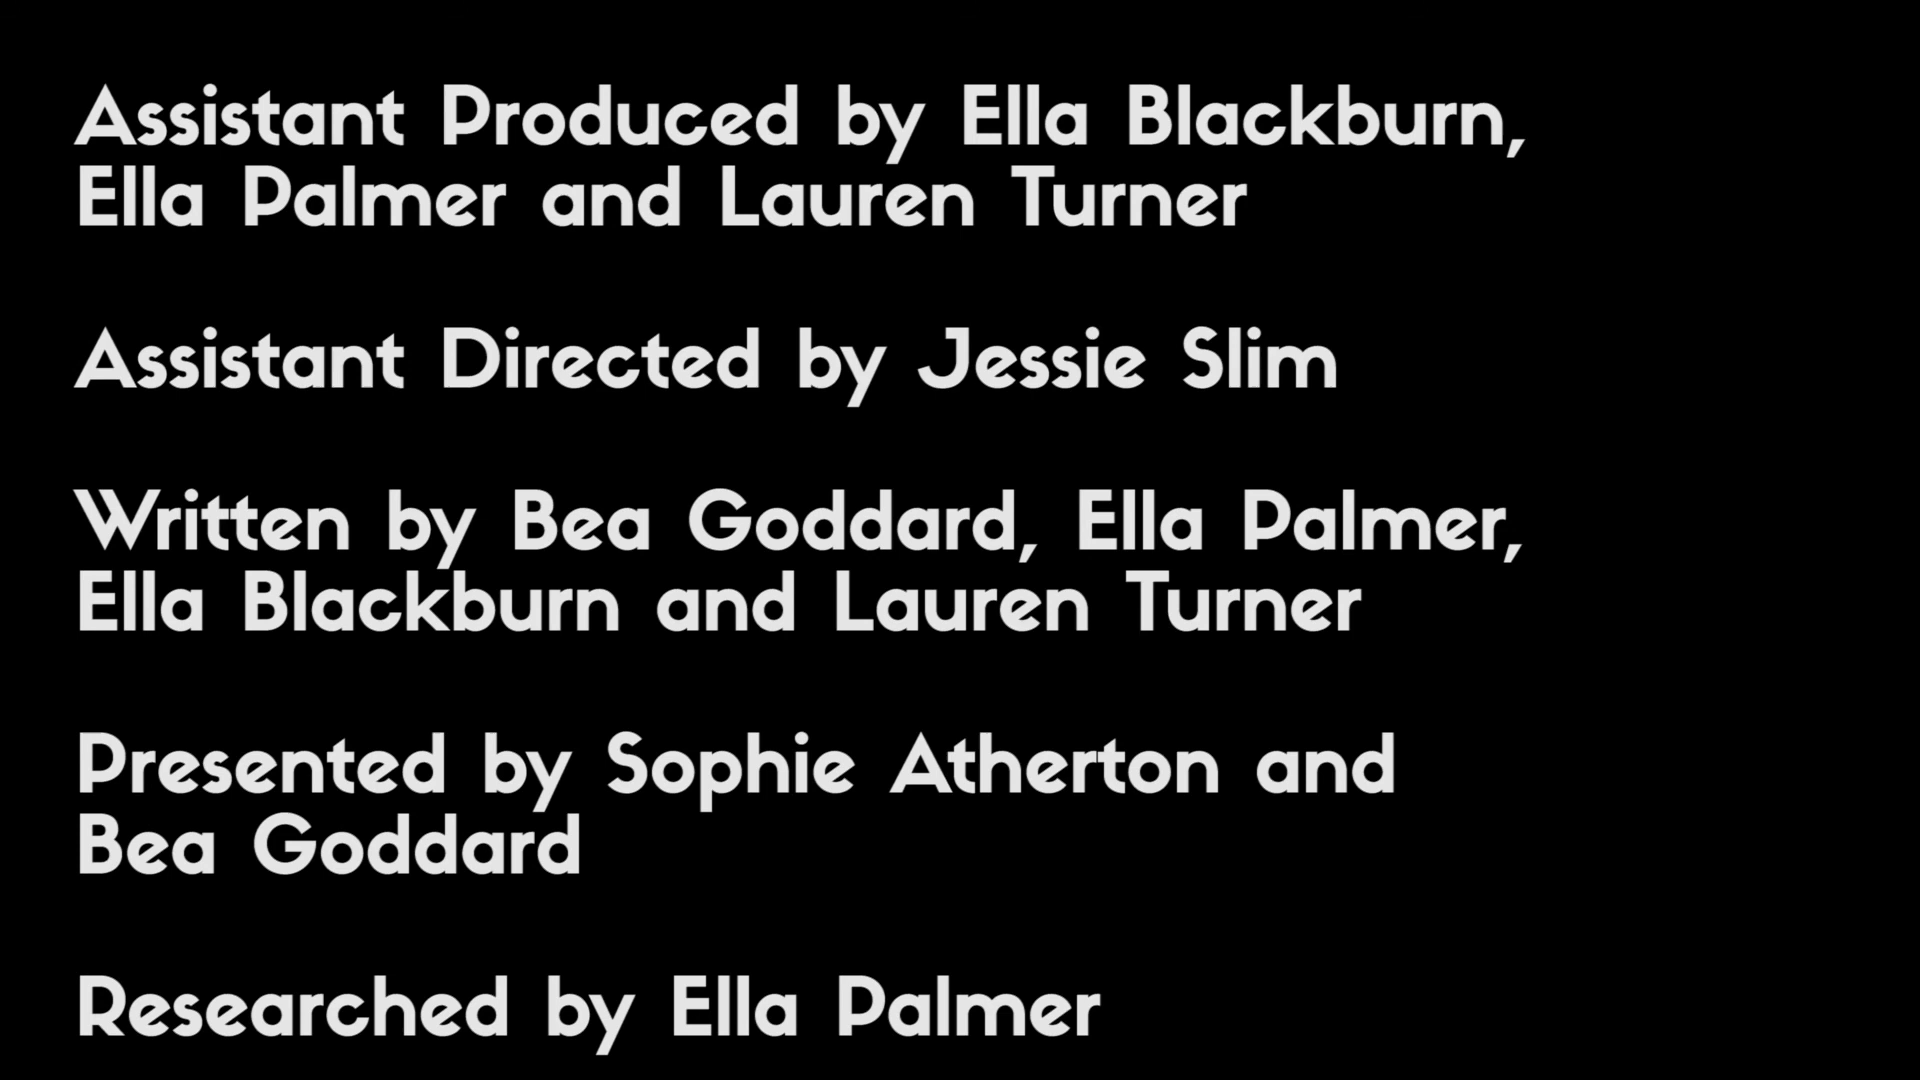 Assistant Produced by Ella Blackburn,
Ella Palmer and Lauren Turner
Assistant Directed by Jessie Slim
Written by Bea Goddard, Ella Palmer,
Ella Blackburn and Lauren Turner
Presented by Sophie Atherton and
Bea Goddard
Researched by Ella Palmer